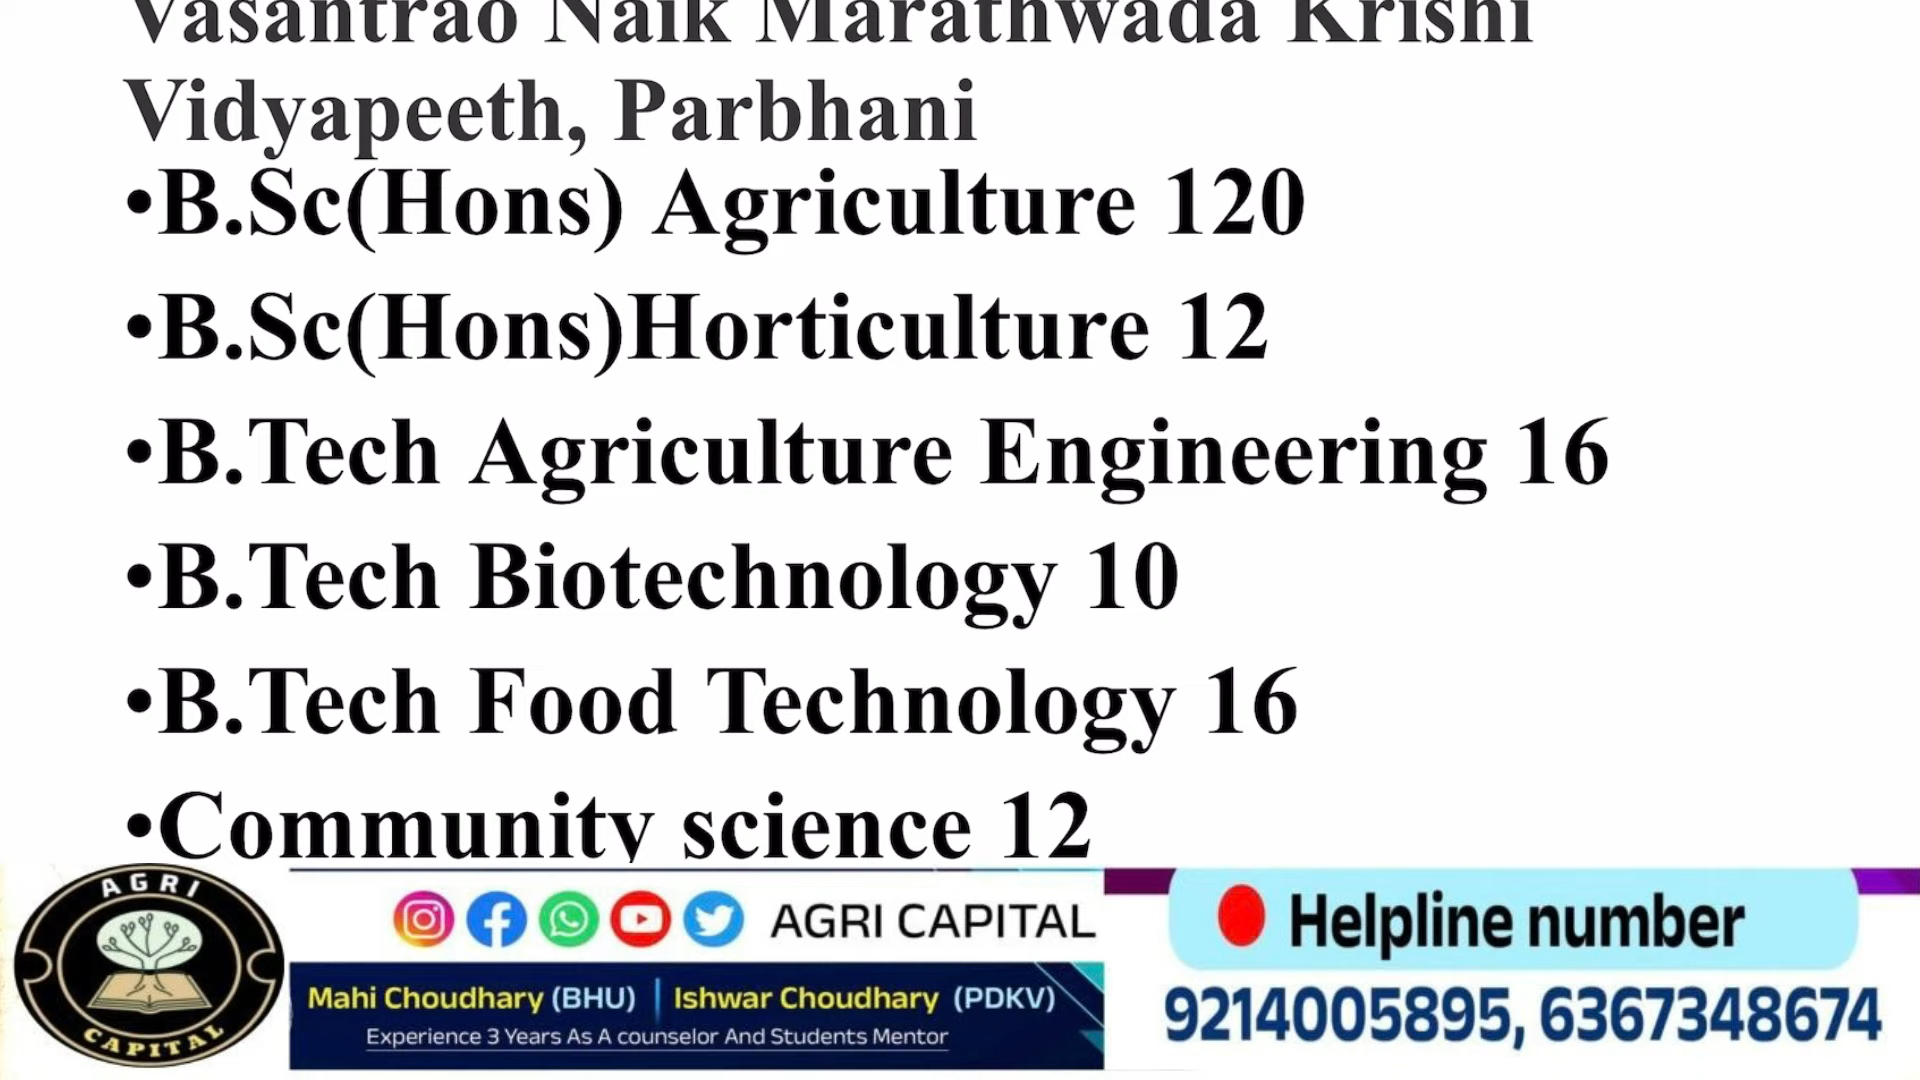 Vasantrao Naik Marathwada Krishi
Vidyapeeth, Parbhani
•B.Sc(Hons) Agriculture 120
•B.Sc(Hons)Horticulture 12
•B.Tech Agriculture Engineering 16
•B.Tech Biotechnology 10
•B.Tech Food Technology 16
•Community science 12
AGRI
CAPITAL
AGRI CAPITAL
Mahi Choudhary (BHU) | Ishwar Choudhary (PDKV)
Experience 3 Years As A counselor And Students Mentor
Helpline number
9214005895, 6367348674